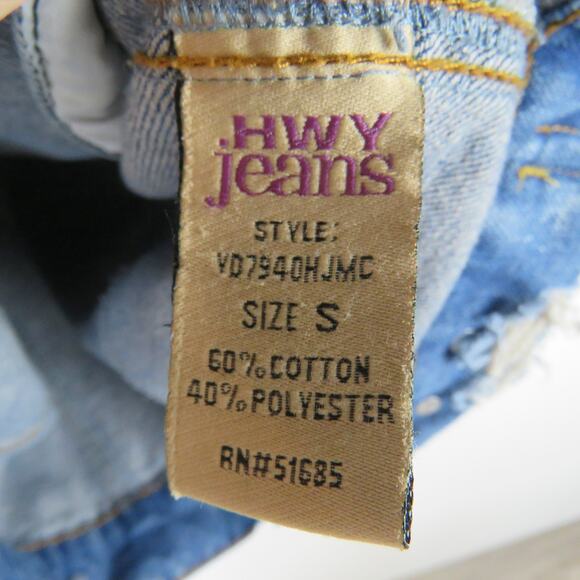 HWY
jeans
STYLE:
VD7940HJMC
SIZE S
60% COTTON
40% POLYESTER
RN#51685